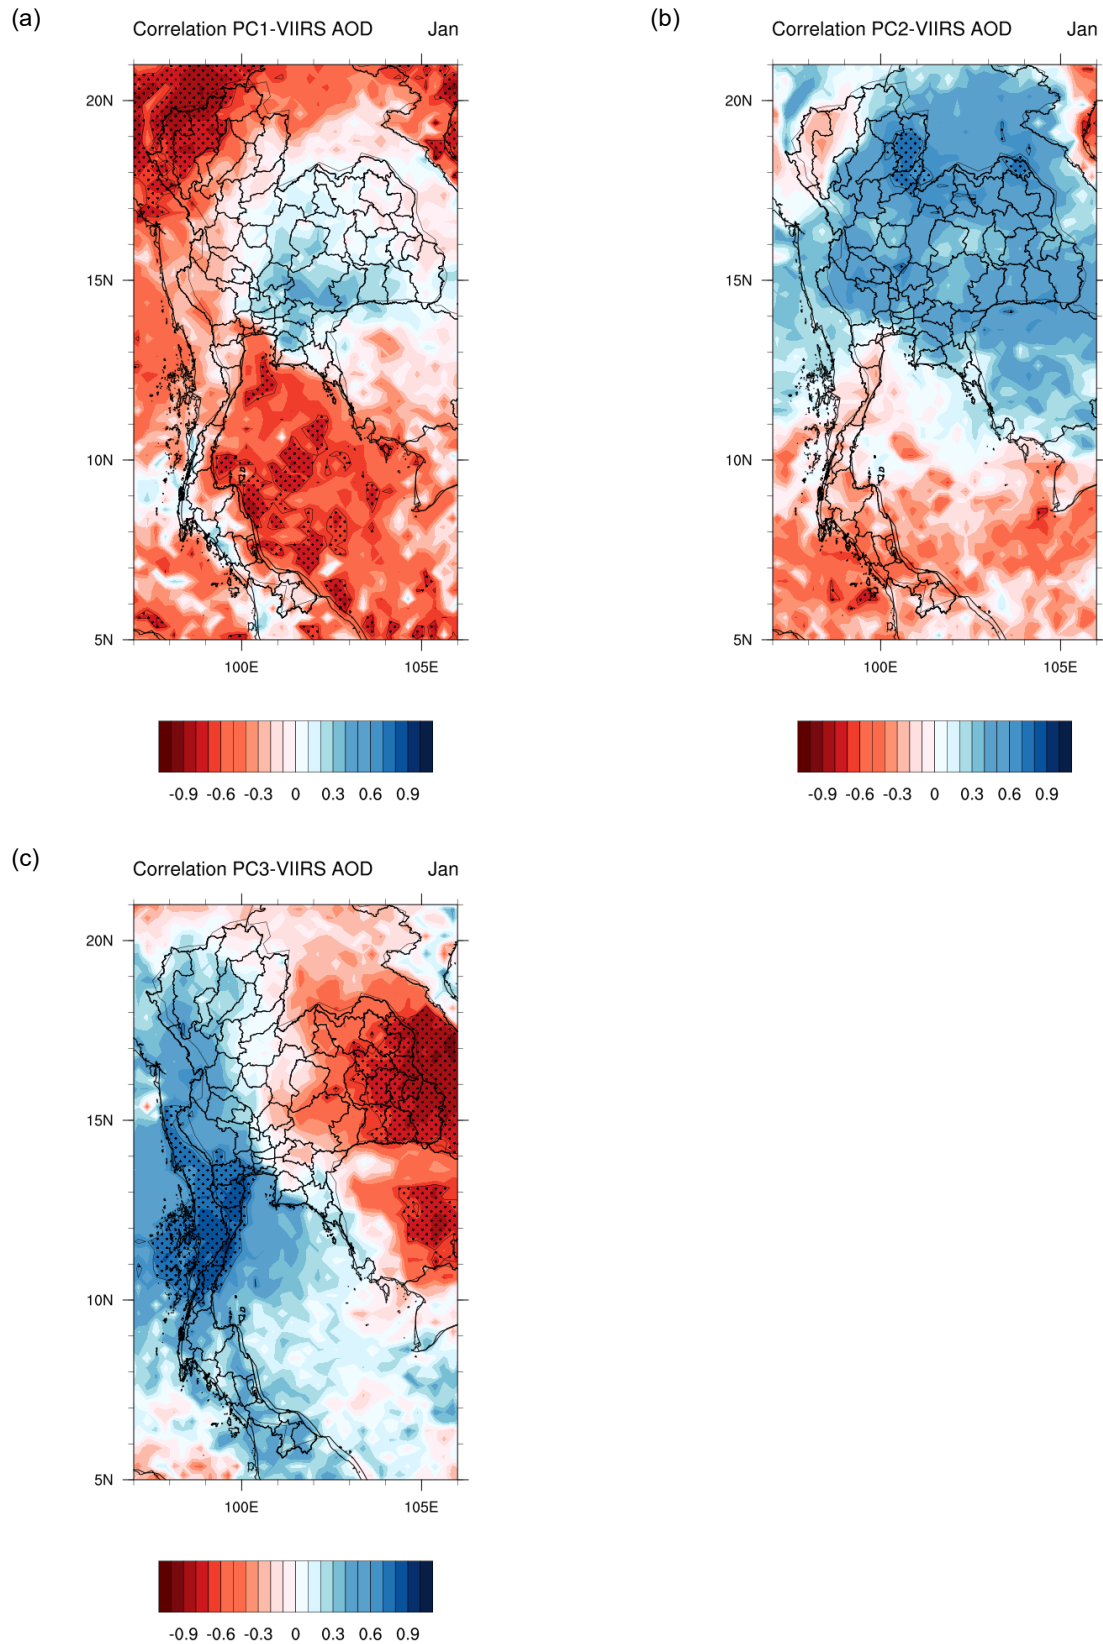 (a)
Correlation PC1-VIIRS AOD Jan
20N
15N
10N
5N
100E 105E
-0.9 -0.6 -0.3 0 0.3 0.6 0.9
(b)
Correlation PC2-VIIRS AOD Jan
20N
15N
10N
5N
100E 105E
-0.9 -0.6 -0.3 0 0.3 0.6 0.9
(c)
Correlation PC3-VIIRS AOD Jan
20N
15N
10N
5N
100E 105E
-0.9 -0.6 -0.3 0 0.3 0.6 0.9